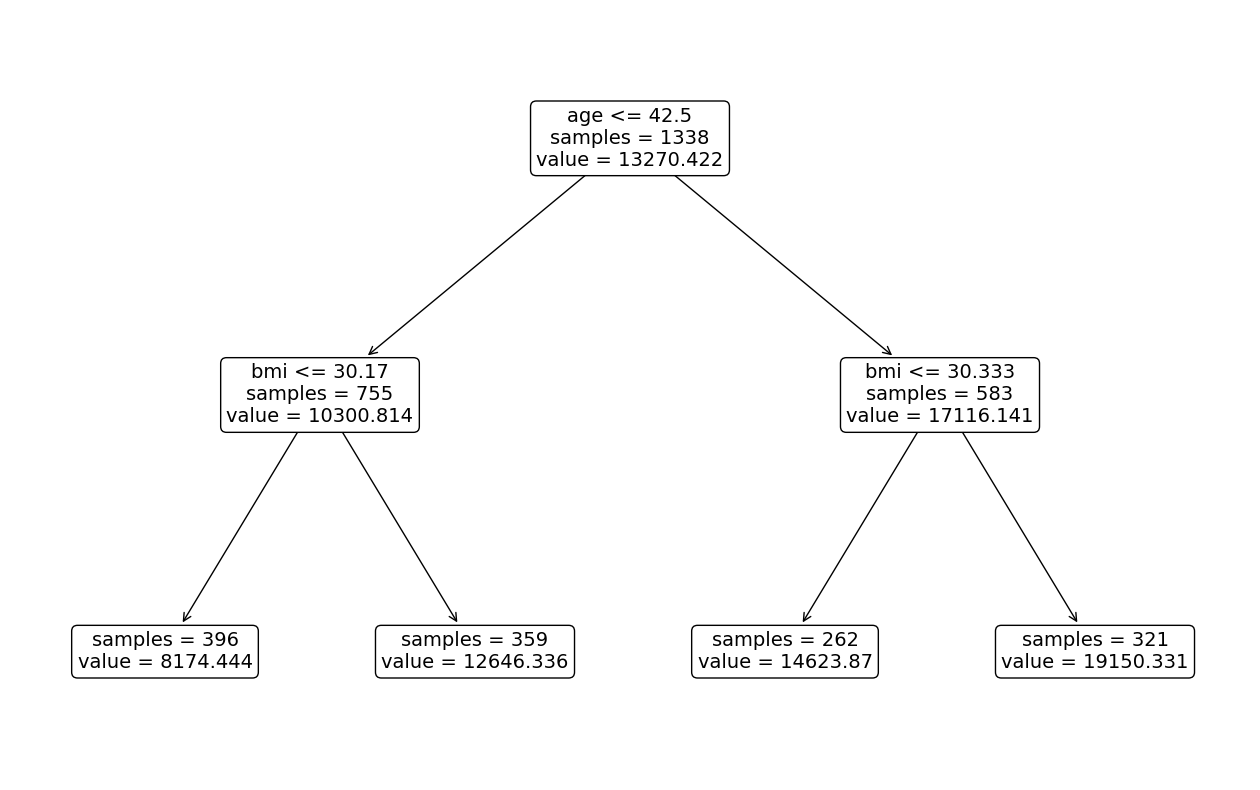 age <= 42.5
samples = 1338
value = 13270.422
bmi <= 30.17
samples = 755
value = 10300.814
bmi <= 30.333
samples = 583
value = 17116.141
samples = 396
value = 8174.444
samples = 359
value = 12646.336
samples = 262
value = 14623.87
samples = 321
value = 19150.331